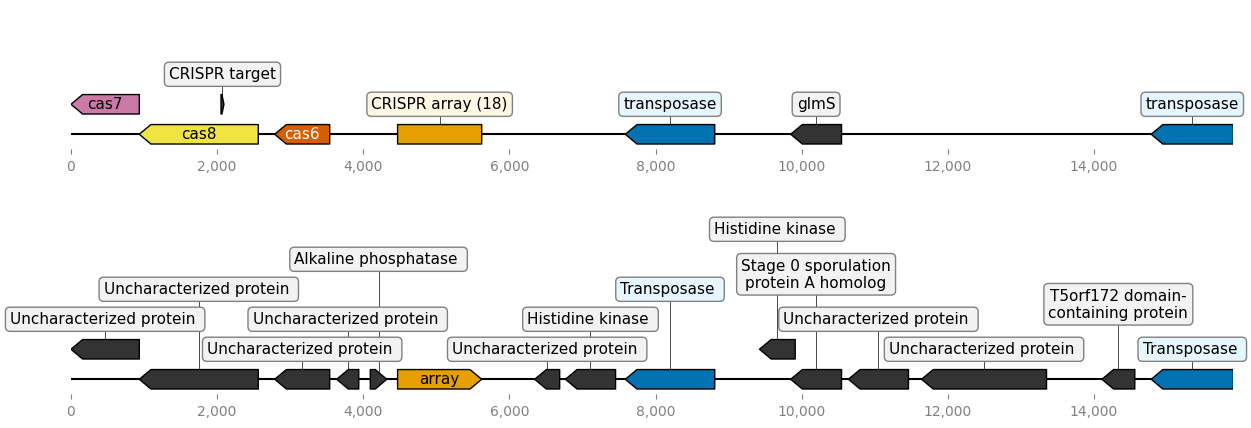 CRISPR target
cas7
CRISPR array (18)
transposase
glmS
transposase
cas8
cas6
0
2,000
4,000
6,000
8,000
10,000
12,000
14,000
Histidine kinase
Alkaline phosphatase
Stage 0 sporulation
protein A homolog
Uncharacterized protein
Transposase
T5orf172 domain-
containing protein
Uncharacterized protein
Uncharacterized protein
Histidine kinase
Uncharacterized protein
Uncharacterized protein
Uncharacterized protein
Uncharacterized protein
Transposase
array
0
2,000
4,000
6,000
8,000
10,000
12,000
14,000